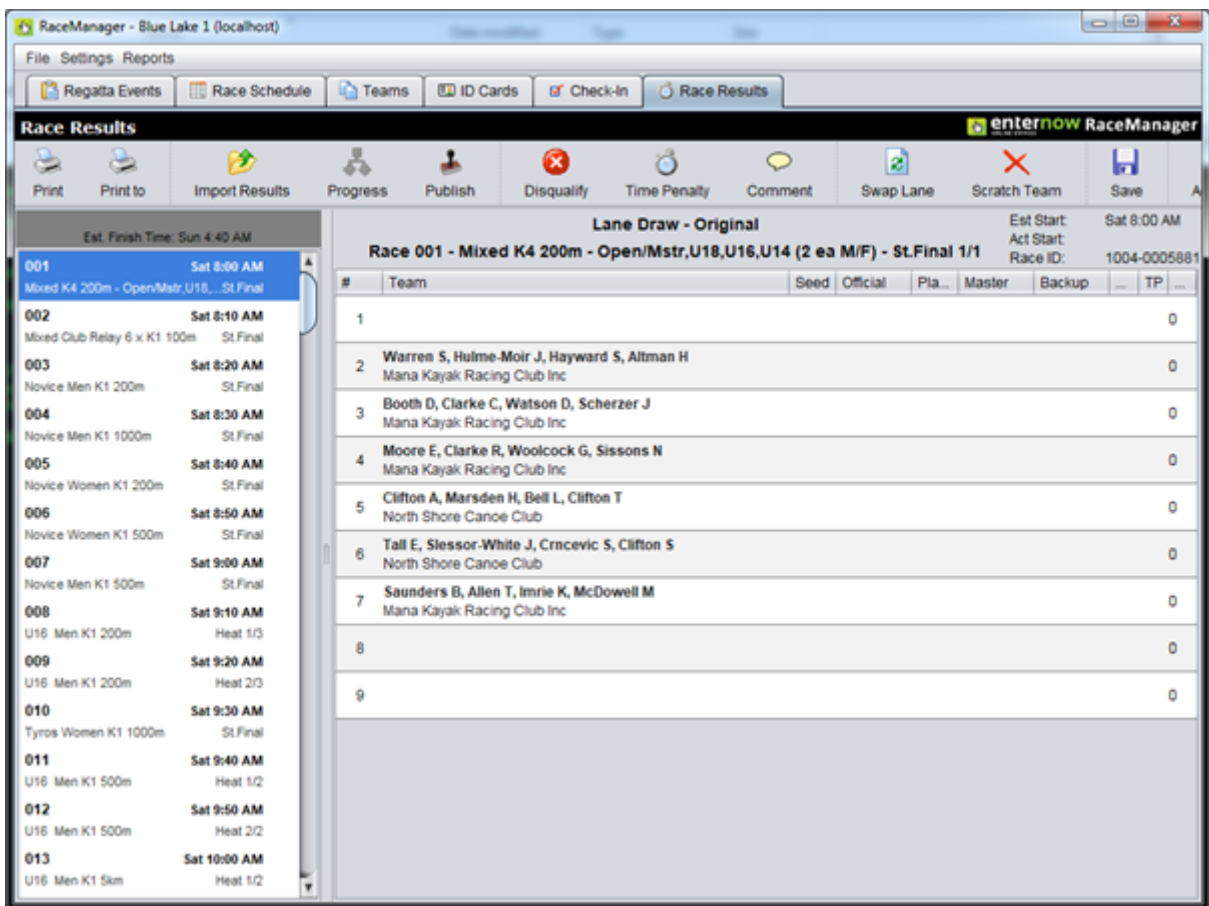 RaceManager - Blue Lake 1 (localhost)
File Settings Reports
Regatta Events Race Schedule Teams ID Cards Check-In Race Results
Race Results
enternow RaceManager
Print Print to Import Results Progress Publish Disqualify Time Penalty Comment Swap Lane Scratch Team Save A
Est. Finish Time: Sun 4:40 AM
001 Sat 8:00 AM
Mixed K4 200m - Open/Mstr,U18,...St.Final
002 Sat 8:10 AM
Mixed Club Relay 6 x K1 100m St.Final
003 Sat 8:20 AM
Novice Men K1 200m St.Final
004 Sat 8:30 AM
Novice Men K1 1000m St.Final
005 Sat 8:40 AM
Novice Women K1 200m St.Final
006 Sat 8:50 AM
Novice Women K1 500m St.Final
007 Sat 9:00 AM
Novice Men K1 500m St.Final
008 Sat 9:10 AM
U16 Men K1 200m Heat 1/3
009 Sat 9:20 AM
U16 Men K1 200m Heat 2/3
010 Sat 9:30 AM
Tyros Women K1 1000m St.Final
011 Sat 9:40 AM
U16 Men K1 500m Heat 1/2
012 Sat 9:50 AM
U16 Men K1 500m Heat 2/2
013 Sat 10:00 AM
U16 Men K1 5km Heat 1/2
Lane Draw - Original
Race 001 - Mixed K4 200m - Open/Mstr,U18,U16,U14 (2 ea M/F) - St.Final 1/1
Est Start: Sat 8:00 AM
Act Start:
Race ID: 1004-0005881
# Team Seed Official Pla... Master Backup ... TP ...
1 0
2 Warren S, Hulme-Moir J, Hayward S, Altman H 0
Mana Kayak Racing Club Inc
3 Booth D, Clarke C, Watson D, Scherzer J 0
Mana Kayak Racing Club Inc
4 Moore E, Clarke R, Woolcock G, Sissons N 0
Mana Kayak Racing Club Inc
5 Clifton A, Marsden H, Bell L, Clifton T 0
North Shore Canoe Club
6 Tall E, Slessor-White J, Crncevic S, Clifton S 0
North Shore Canoe Club
7 Saunders B, Allen T, Imrie K, McDowell M 0
Mana Kayak Racing Club Inc
8 0
9 0